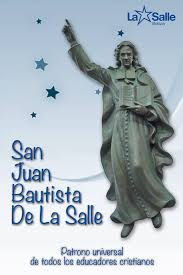 La Salle
San
Juan
Bautista
De La Salle
Patrono universal
de todos los educadores cristianos